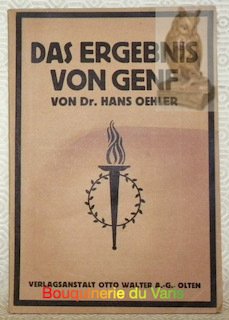 DAS ERGEBNIS
VON GENF
VON Dr. HANS OEHLER
VERLAGSANSTALT OTTO WALTER A.-G. OLTEN
Bouquinerie du Varis